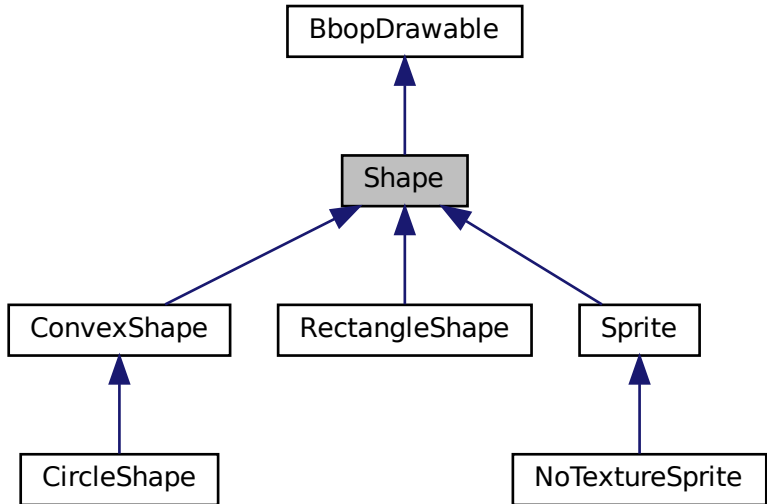 BbopDrawable
Shape
ConvexShape
RectangleShape
Sprite
CircleShape
NoTextureSprite